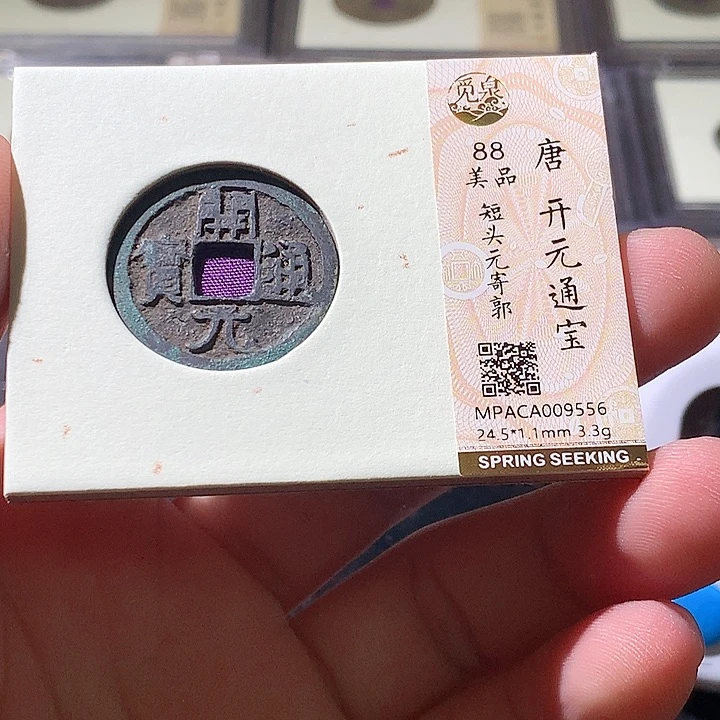 開元通寶
觅泉
88
美品
短头元寄郭
唐
开元通宝
MPACA009556
24.5*1.1mm 3.3g
SPRING SEEKING